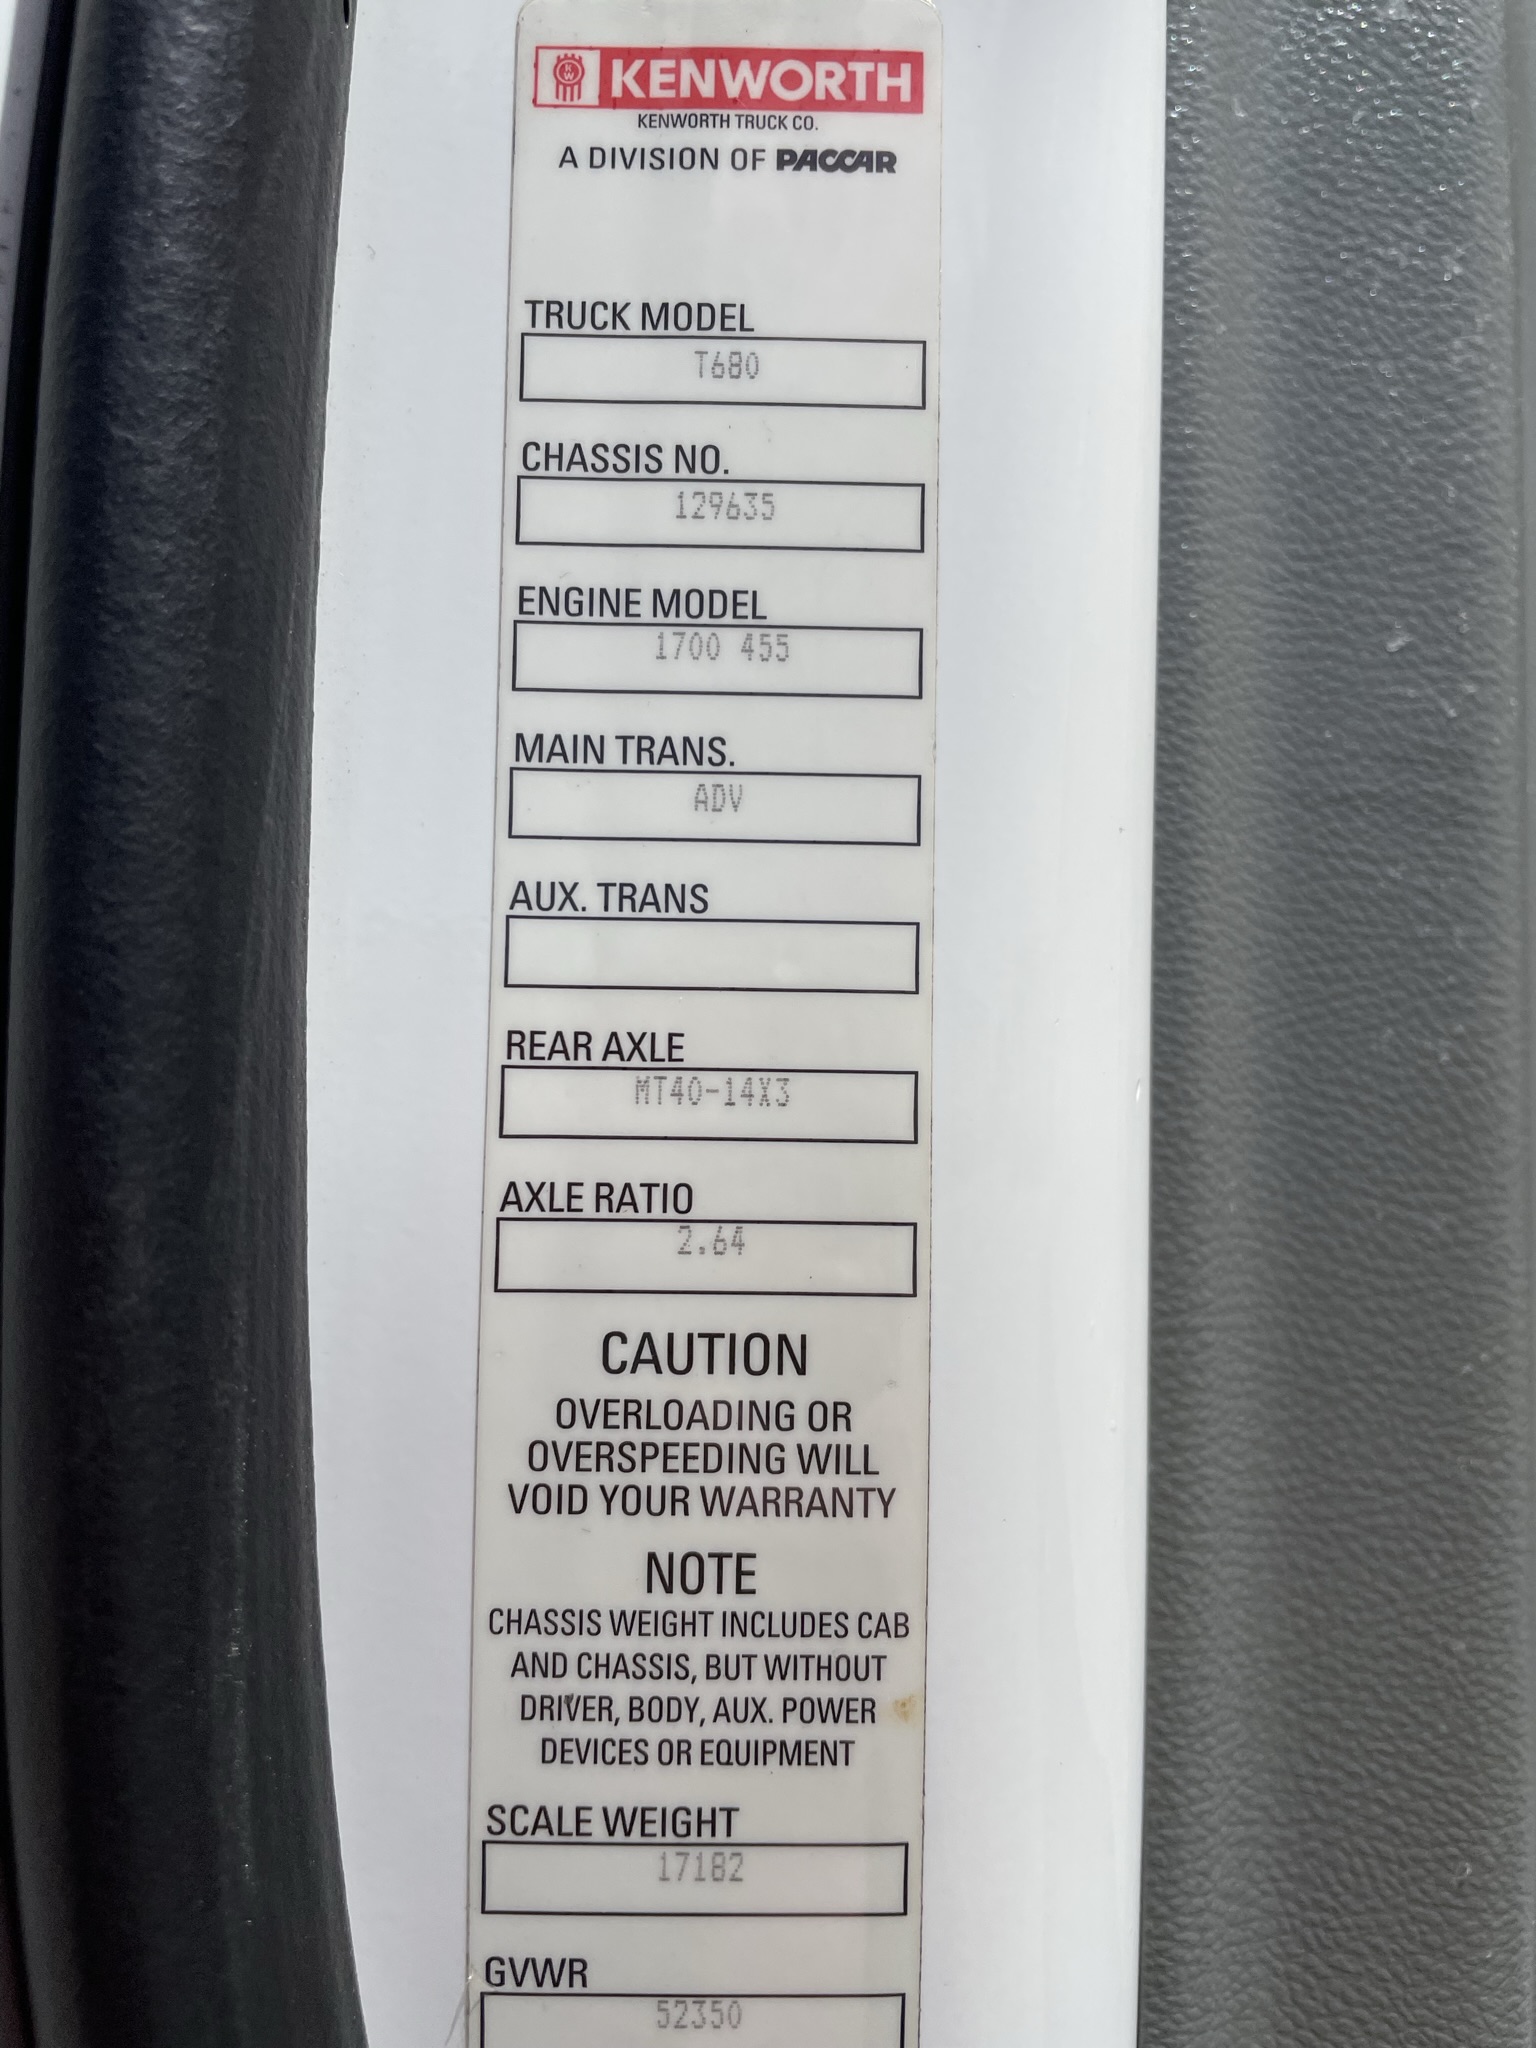 KW KENWORTH
KENWORTH TRUCK CO.
A DIVISION OF PACCAR
TRUCK MODEL
T680
CHASSIS NO.
129635
ENGINE MODEL
1700 455
MAIN TRANS.
ADV
AUX. TRANS
REAR AXLE
MT40-14X3
AXLE RATIO
2.64
CAUTION
OVERLOADING OR
OVERSPEEDING WILL
VOID YOUR WARRANTY
NOTE
CHASSIS WEIGHT INCLUDES CAB
AND CHASSIS, BUT WITHOUT
DRIVER, BODY, AUX. POWER
DEVICES OR EQUIPMENT
SCALE WEIGHT
17182
GVWR
52350